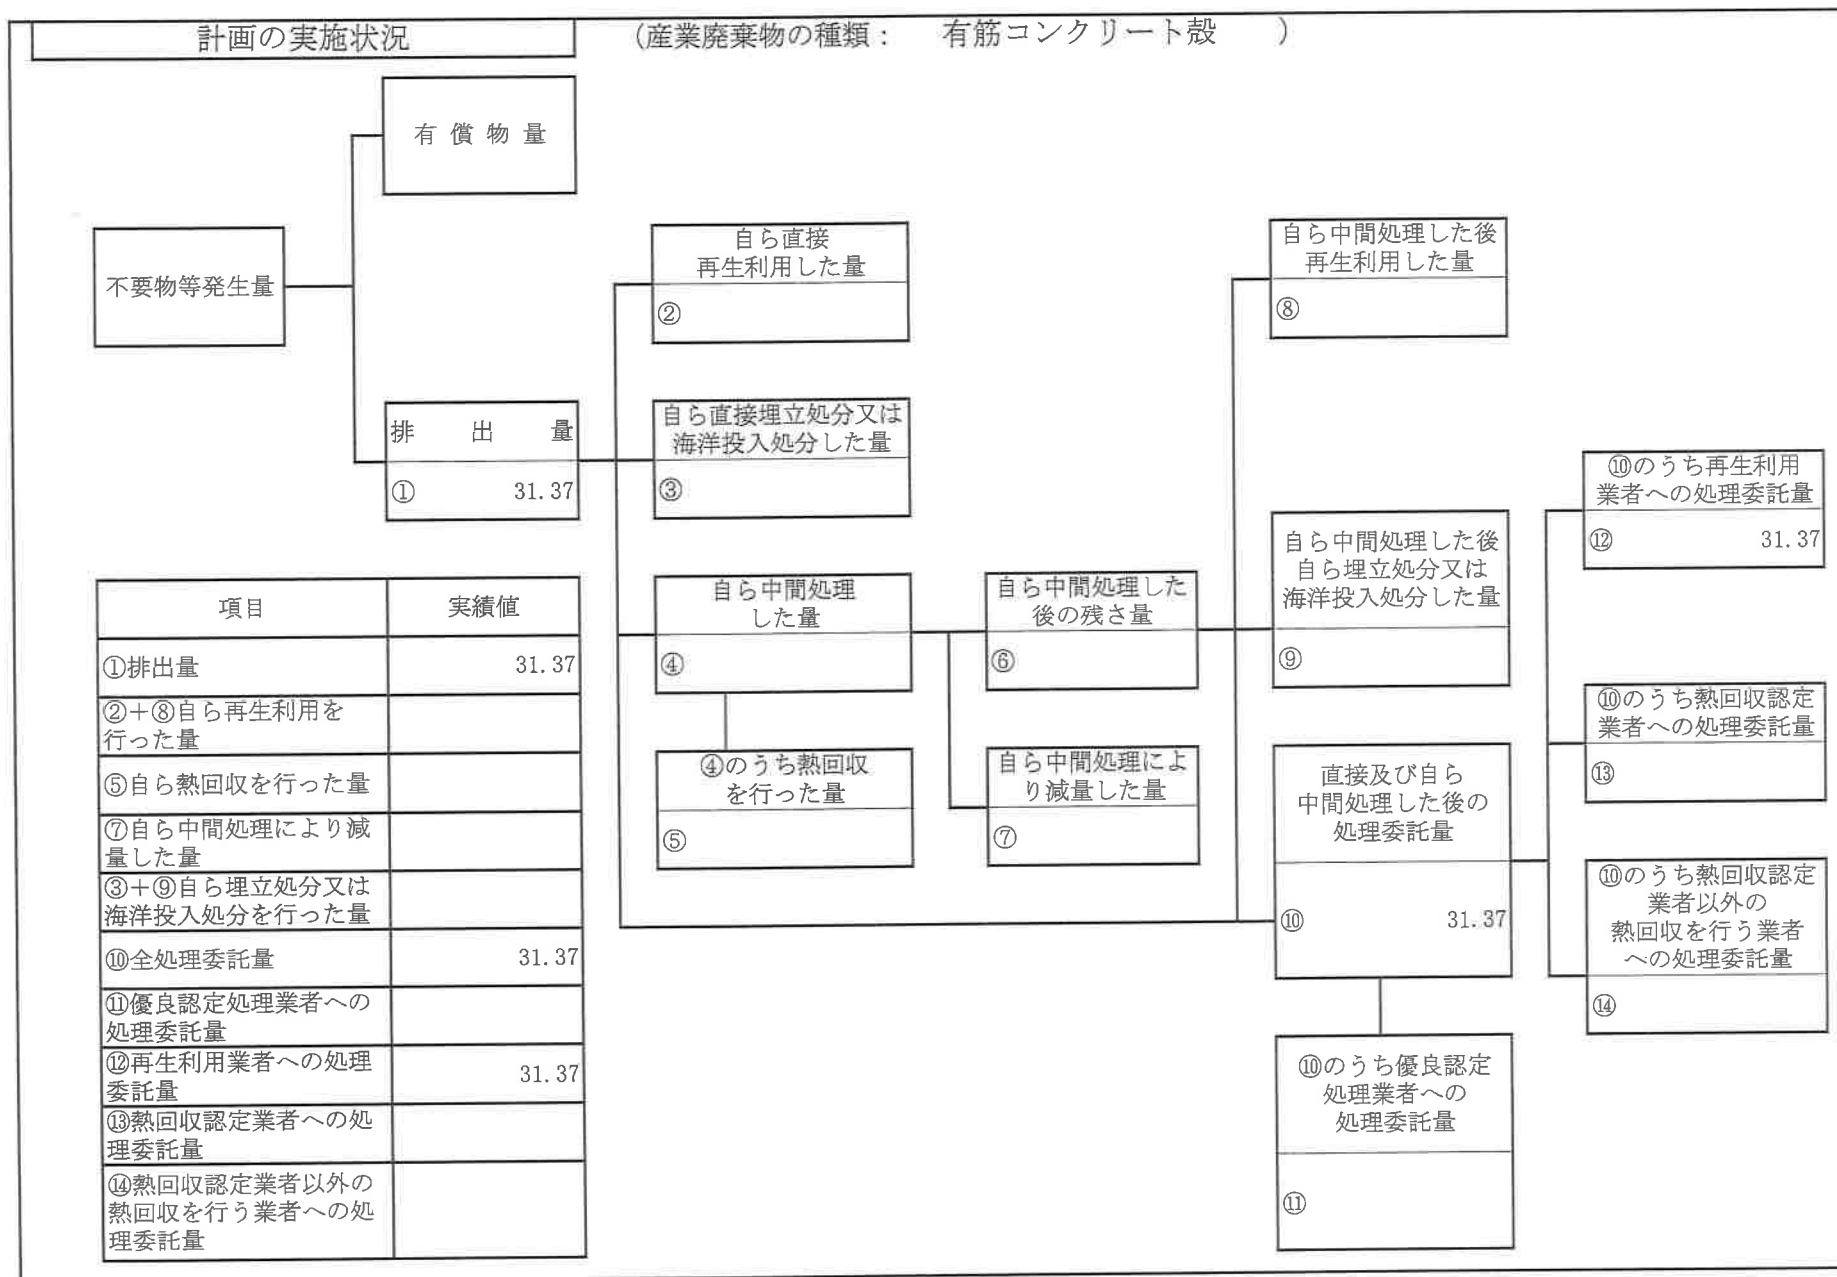 計画の実施状況
(産業廃棄物の種類： 有筋コンクリート殻 )
有償物量
不要物等発生量
排出量
① 31.37
自ら直接
再生利用した量
②
自ら直接埋立処分又は
海洋投入処分した量
③
自ら中間処理
した量
④
④のうち熱回収
を行った量
⑤
自ら中間処理した
後の残さ量
⑥
自ら中間処理によ
り減量した量
⑦
自ら中間処理した後
再生利用した量
⑧
自ら中間処理した後
自ら埋立処分又は
海洋投入処分した量
⑨
直接及び自ら
中間処理した後の
処理委託量
⑩ 31.37
⑩のうち優良認定
処理業者への
処理委託量
⑪
⑩のうち再生利用
業者への処理委託量
⑫ 31.37
⑩のうち熱回収認定
業者への処理委託量
⑬
⑩のうち熱回収認定
業者以外の
熱回収を行う業者
への処理委託量
⑭
項目 実績値
①排出量 31.37
②＋⑧自ら再生利用を
行った量
⑤自ら熱回収を行った量
⑦自ら中間処理により減
量した量
③＋⑨自ら埋立処分又は
海洋投入処分を行った量
⑩全処理委託量 31.37
⑪優良認定処理業者への
処理委託量
⑫再生利用業者への処理
委託量 31.37
⑬熱回収認定業者への処
理委託量
⑭熱回収認定業者以外の
熱回収を行う業者への処
理委託量